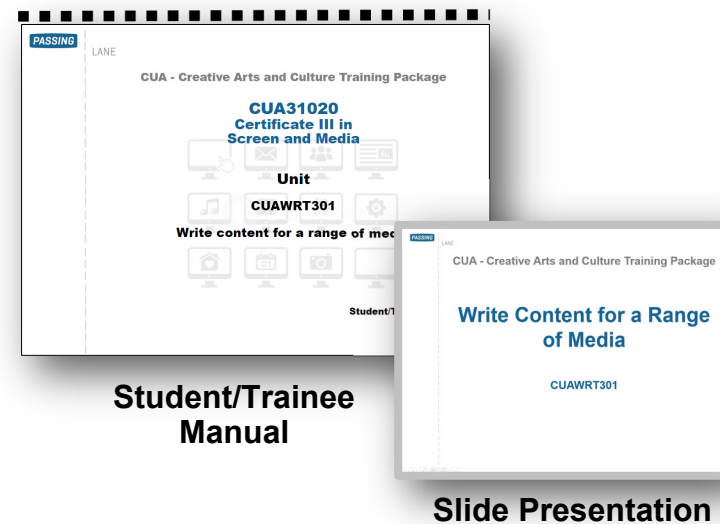 PASSING
LANE
CUA - Creative Arts and Culture Training Package
CUA31020
Certificate III in
Screen and Media
Unit
CUAWRT301
Write content for a range of
Student/
Student/Trainee
Manual
PASSING
LANE
CUA - Creative Arts and Culture Training Package
Write Content for a Range
of Media
CUAWRT301
Slide Presentation